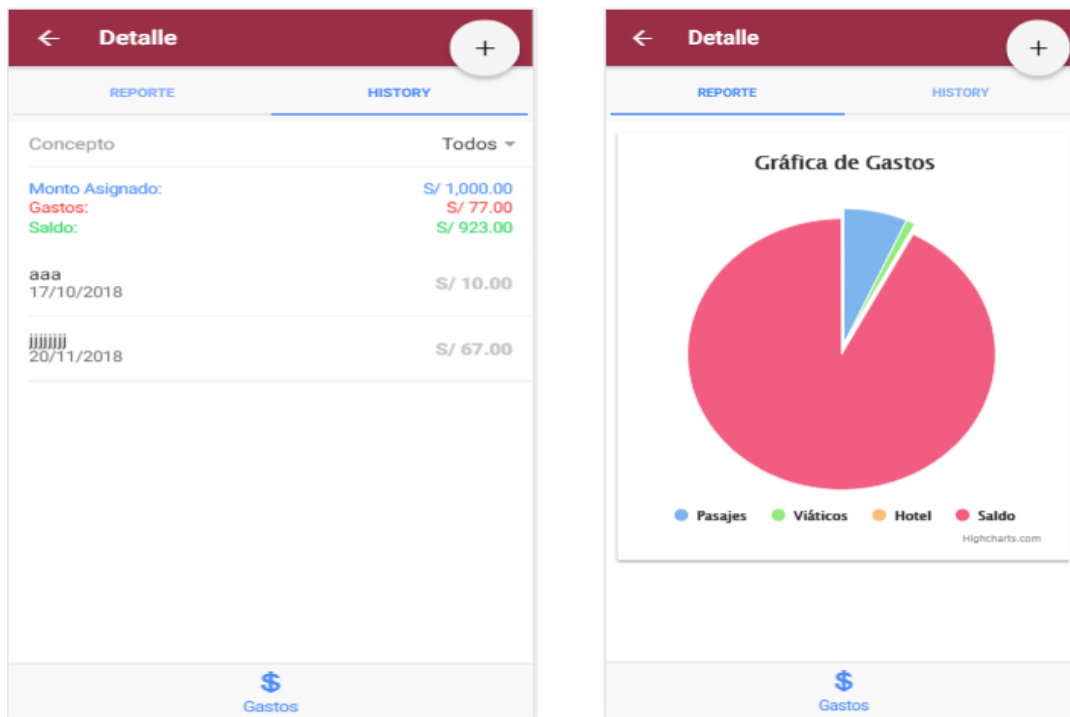 Detalle
+
REPORTE HISTORY
Concepto Todos
Monto Asignado: S/ 1,000.00
Gastos: S/ 77.00
Saldo: S/ 923.00
aaa
17/10/2018 S/ 10.00
jjjjjjjjj
20/11/2018 S/ 67.00
$
Gastos
Detalle
+
REPORTE HISTORY
Gráfica de Gastos
Pasajes Viáticos Hotel Saldo
Highcharts.com
$
Gastos